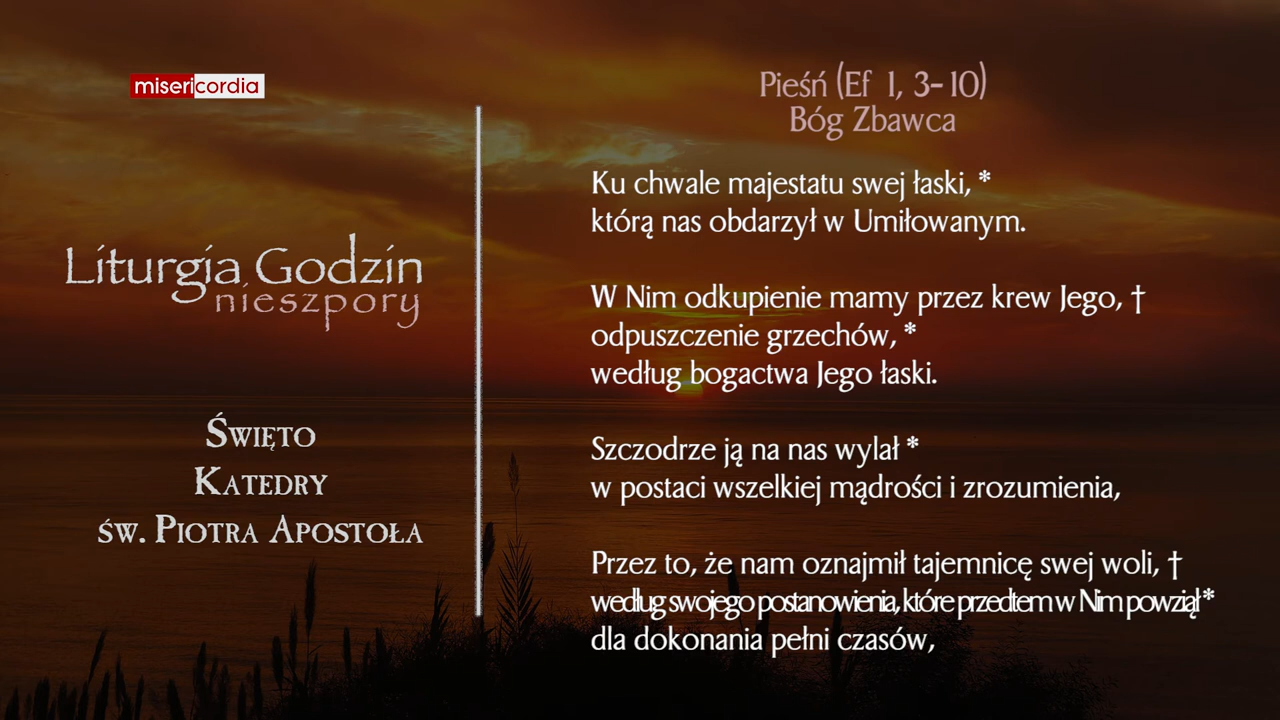 misericordia
Liturgia Godzin
nieszpory
Święto
Katedry
św. Piotra Apostoła
Pieśń (Ef 1, 3-10)
Bóg Zbawca
Ku chwale majestatu swej łaski, *
którą nas obdarzył w Umiłowanym.
W Nim odkupienie mamy przez krew Jego, †
odpuszczenie grzechów, *
według bogactwa Jego łaski.
Szczodrze ją na nas wylał *
w postaci wszelkiej mądrości i zrozumienia,
Przez to, że nam oznajmił tajemnicę swej woli, †
według swojego postanowienia, które przedtem w Nim powziął *
dla dokonania pełni czasów,